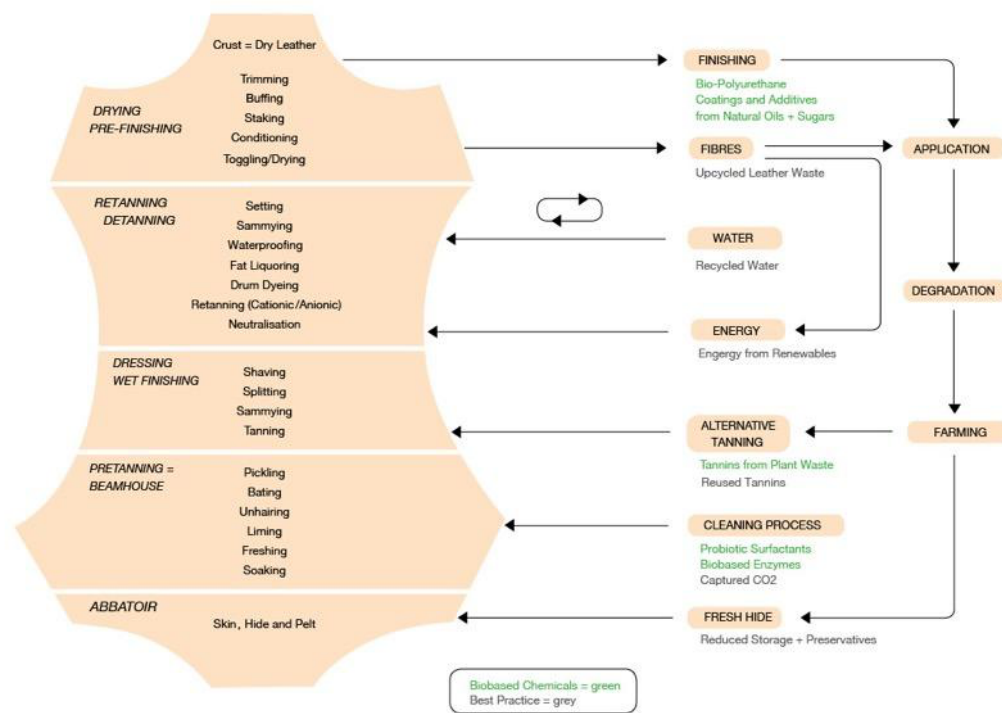 Crust = Dry Leather
Trimming
Buffing
Staking
Conditioning
Toggling/Drying
DRYING
PRE-FINISHING
RETANNING
DETANNING
Setting
Sammying
Waterproofing
Fat Liquoring
Drum Dyeing
Retanning (Cationic/Anionic)
Neutralisation
DRESSING
WET FINISHING
Shaving
Splitting
Sammying
Tanning
PRETANNING =
BEAMHOUSE
Pickling
Bating
Unhairing
Liming
Freshing
Soaking
ABBATOIR
Skin, Hide and Pelt
FINISHING
Bio-Polyurethane
Coatings and Additives
from Natural Oils + Sugars
FIBRES
Upcycled Leather Waste
WATER
Recycled Water
ENERGY
Engergy from Renewables
ALTERNATIVE
TANNING
Tannins from Plant Waste
Reused Tannins
CLEANING PROCESS
Probiotic Surfactants
Biobased Enzymes
Captured CO2
FRESH HIDE
Reduced Storage + Preservatives
APPLICATION
DEGRADATION
FARMING
Biobased Chemicals = green
Best Practice = grey